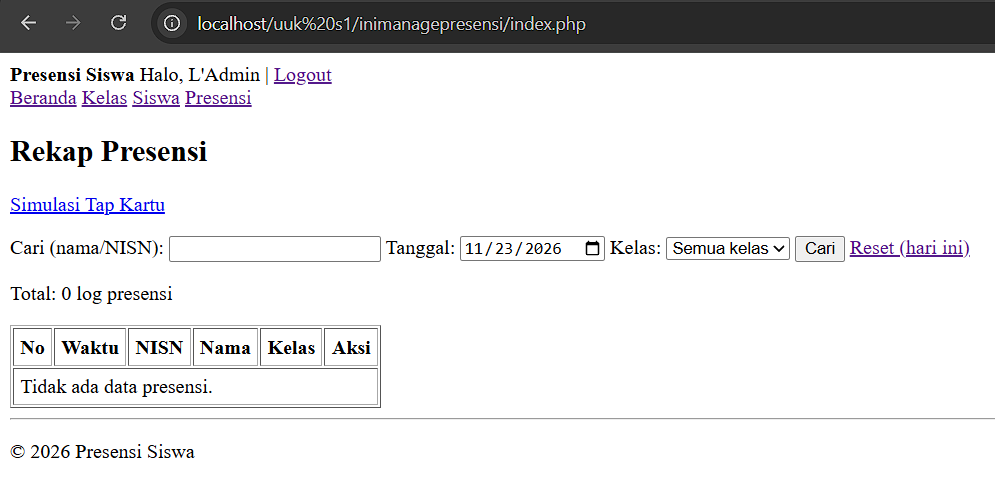 localhost/uuk%20s1/inimanagepresensi/index.php
Presensi Siswa Halo, L'Admin | Logout
Beranda Kelas Siswa Presensi
Rekap Presensi
Simulasi Tap Kartu
Cari (nama/NISN): Tanggal: 11/23/2026 Kelas: Semua kelas Cari Reset (hari ini)
Total: 0 log presensi
No Waktu NISN Nama Kelas Aksi
Tidak ada data presensi.
© 2026 Presensi Siswa